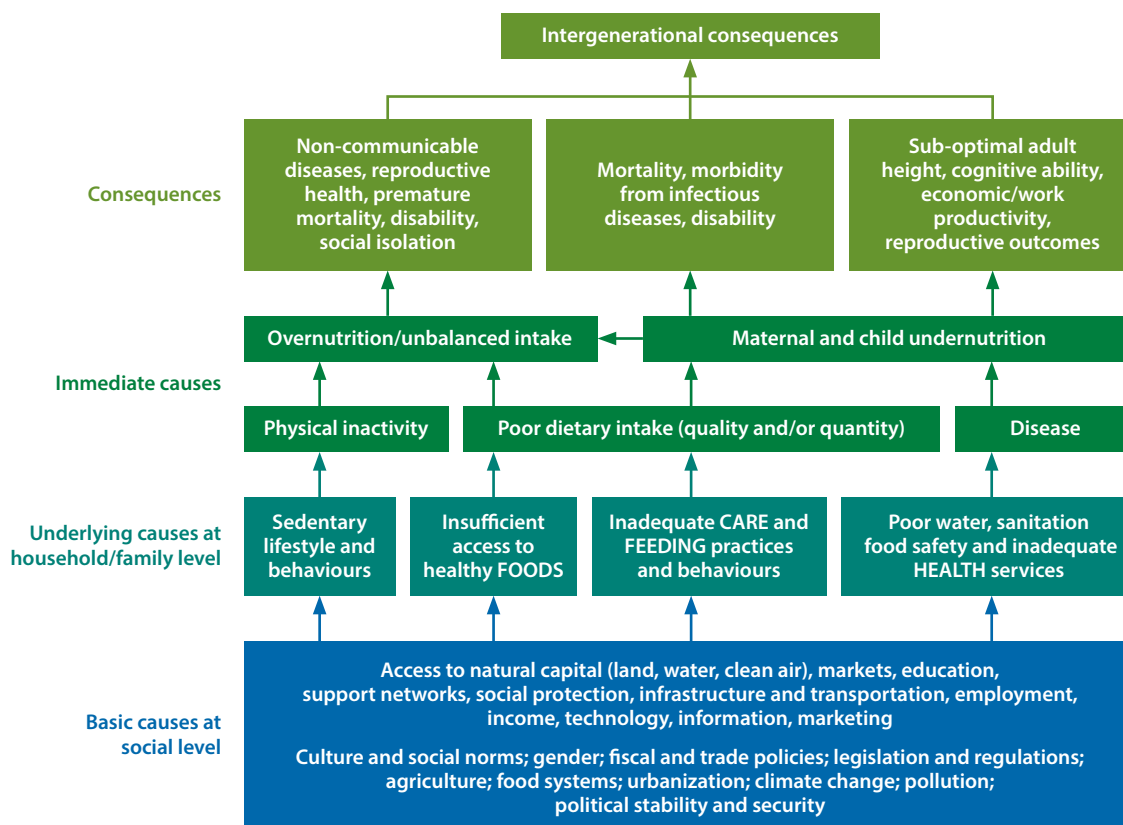 Intergenerational consequences
Consequences
Non-communicable
diseases, reproductive
health, premature
mortality, disability,
social isolation
Mortality, morbidity
from infectious
diseases, disability
Sub-optimal adult
height, cognitive ability,
economic/work
productivity,
reproductive outcomes
Immediate causes
Overnutrition/unbalanced intake
Maternal and child undernutrition
Physical inactivity
Poor dietary intake (quality and/or quantity)
Disease
Underlying causes at
household/family level
Sedentary
lifestyle and
behaviours
Insufficient
access to
healthy FOODS
Inadequate CARE and
FEEDING practices
and behaviours
Poor water, sanitation
food safety and inadequate
HEALTH services
Basic causes at
social level
Access to natural capital (land, water, clean air), markets, education,
support networks, social protection, infrastructure and transportation, employment,
income, technology, information, marketing
Culture and social norms; gender; fiscal and trade policies; legislation and regulations;
agriculture; food systems; urbanization; climate change; pollution;
political stability and security